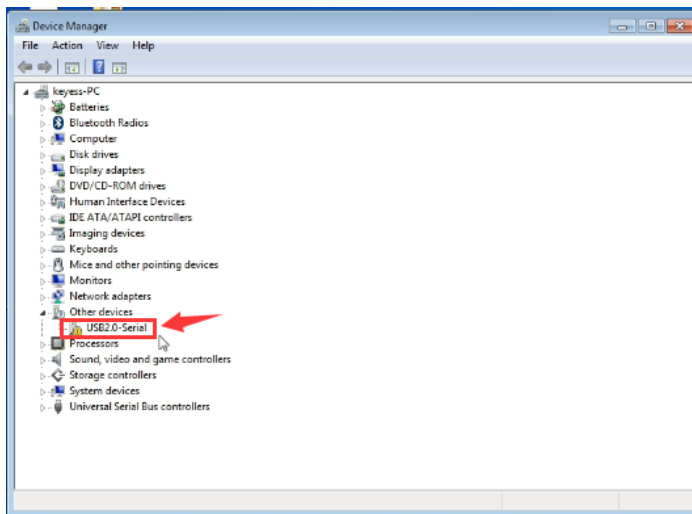 Device Manager
File Action View Help
keyess-PC
Batteries
Bluetooth Radios
Computer
Disk drives
Display adapters
DVD/CD-ROM drives
Human Interface Devices
IDE ATA/ATAPI controllers
Imaging devices
Keyboards
Mice and other pointing devices
Monitors
Network adapters
Other devices
USB2.0-Serial
Processors
Sound, video and game controllers
Storage controllers
System devices
Universal Serial Bus controllers